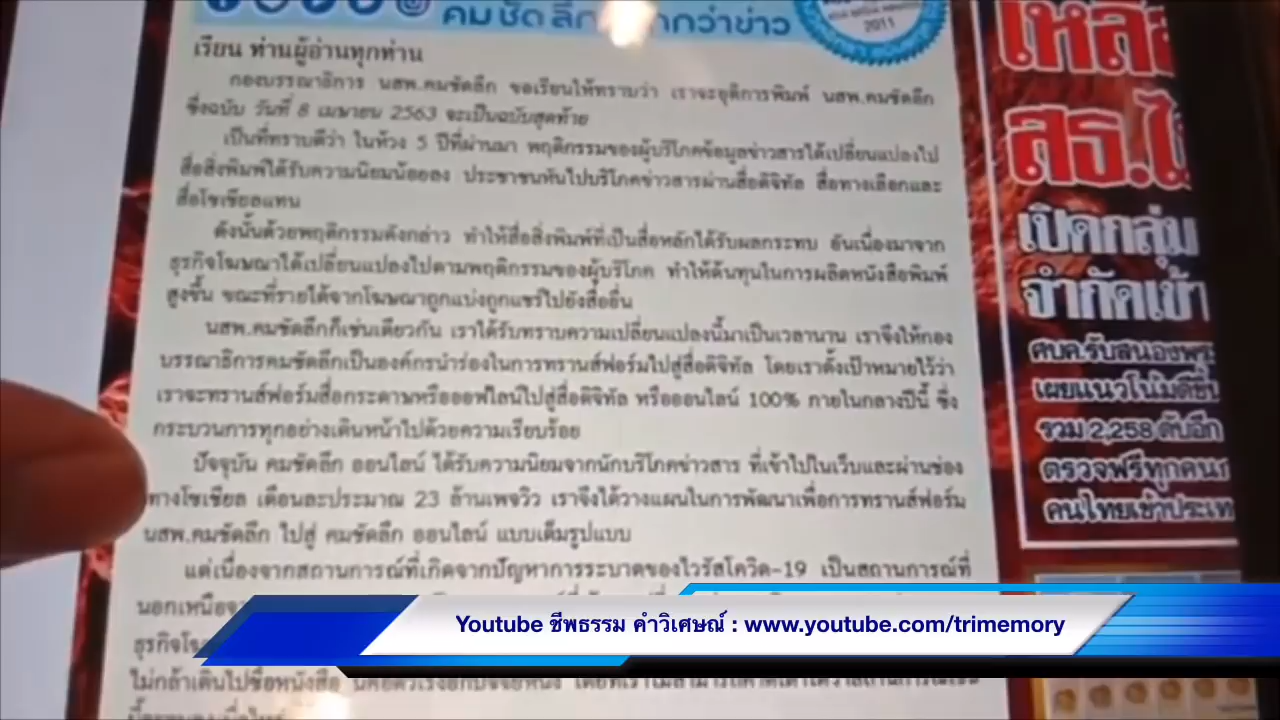 คม ชัด ลึก มากกว่าข่าว
2011
เรียน ท่านผู้อ่านทุกท่าน
กองบรรณาธิการ นสพ.คมชัดลึก ขอเรียนให้ทราบว่า เราจะยุติการพิมพ์ นสพ.คมชัดลึก
ซึ่งฉบับ วันที่ 8 เมษายน 2563 จะเป็นฉบับสุดท้าย
เป็นที่ทราบดีว่า ในห้วง 5 ปีที่ผ่านมา พฤติกรรมของผู้บริโภคข้อมูลข่าวสารได้เปลี่ยนแปลงไป
สื่อสิ่งพิมพ์ได้รับความนิยมน้อยลง ประชาชนหันไปบริโภคข่าวสารผ่านสื่อดิจิทัล สื่อทางเลือกและ
สื่อโซเชียลแทน
ดังนั้นด้วยพฤติกรรมดังกล่าว ทำให้สื่อสิ่งพิมพ์ที่เป็นสื่อหลักได้รับผลกระทบ อันเนื่องมาจาก
ธุรกิจโฆษณาได้เปลี่ยนแปลงไปตามพฤติกรรมของผู้บริโภค ทำให้ต้นทุนในการผลิตหนังสือพิมพ์
สูงขึ้น ขณะที่รายได้จากโฆษณาถูกแบ่งถูกแชร์ไปยังสื่ออื่น
นสพ.คมชัดลึกก็เช่นเดียวกัน เราได้รับทราบความเปลี่ยนแปลงนี้มาเป็นเวลานาน เราจึงให้กอง
บรรณาธิการคมชัดลึกเป็นองค์กรนำร่องในการทรานส์ฟอร์มไปสู่สื่อดิจิทัล โดยเราตั้งเป้าหมายไว้ว่า
เราจะทรานส์ฟอร์มสื่อกระดาษหรือออฟไลน์ไปสู่สื่อดิจิทัล หรือออนไลน์ 100% ภายในกลางปีนี้ ซึ่ง
กระบวนการทุกอย่างเดินหน้าไปด้วยความเรียบร้อย
ปัจจุบัน คมชัดลึก ออนไลน์ ได้รับความนิยมจากนักบริโภคข่าวสาร ที่เข้าไปในเว็บและผ่านช่อง
ทางโซเชียล เดือนละประมาณ 23 ล้านเพจวิว เราจึงได้วางแผนในการพัฒนาเพื่อการทรานส์ฟอร์ม
นสพ.คมชัดลึก ไปสู่ คมชัดลึก ออนไลน์ แบบเต็มรูปแบบ
แต่เนื่องจากสถานการณ์ที่เกิดจากปัญหาการระบาดของไวรัสโควิด-19 เป็นสถานการณ์ที่
นอกเหนือ
ธุรกิจ
ไม่กล้าเดินไปซื้อหนังสือ
สธ.
เปิดกลุ่ม
จำกัดเข้า
ศบค.รับสนอง
เผยแนวโน้มดีขึ้น
รวม 2,258 ดับอีก
ตรวจฟรีทุกคน
คนไทยเข้าประเท
Youtube ชีพธรรม คำวิเศษณ์ : www.youtube.com/trimemory